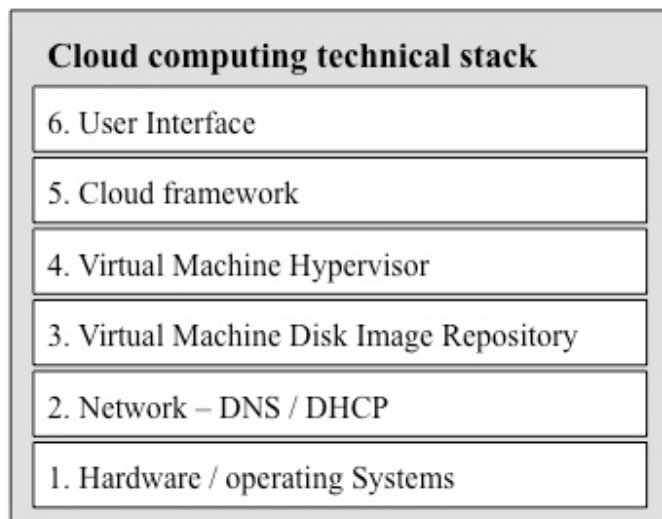 Cloud computing technical stack
6. User Interface
5. Cloud framework
4. Virtual Machine Hypervisor
3. Virtual Machine Disk Image Repository
2. Network – DNS / DHCP
1. Hardware / operating Systems